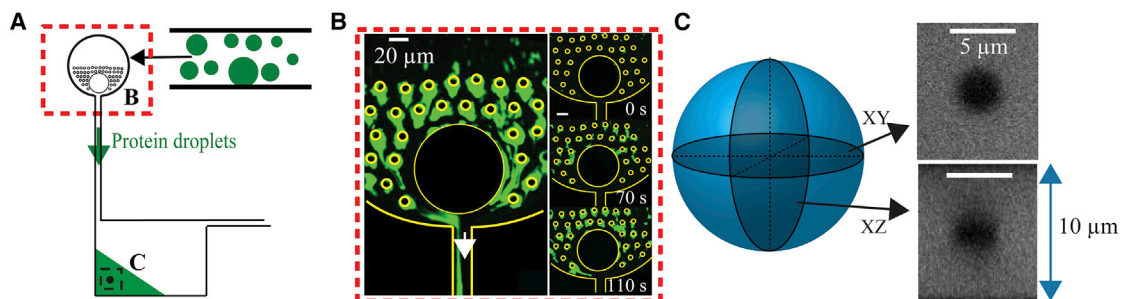 A
B
Protein droplets
C
B
20 µm
0 s
70 s
110 s
C
XY
XZ
5 µm
10 µm